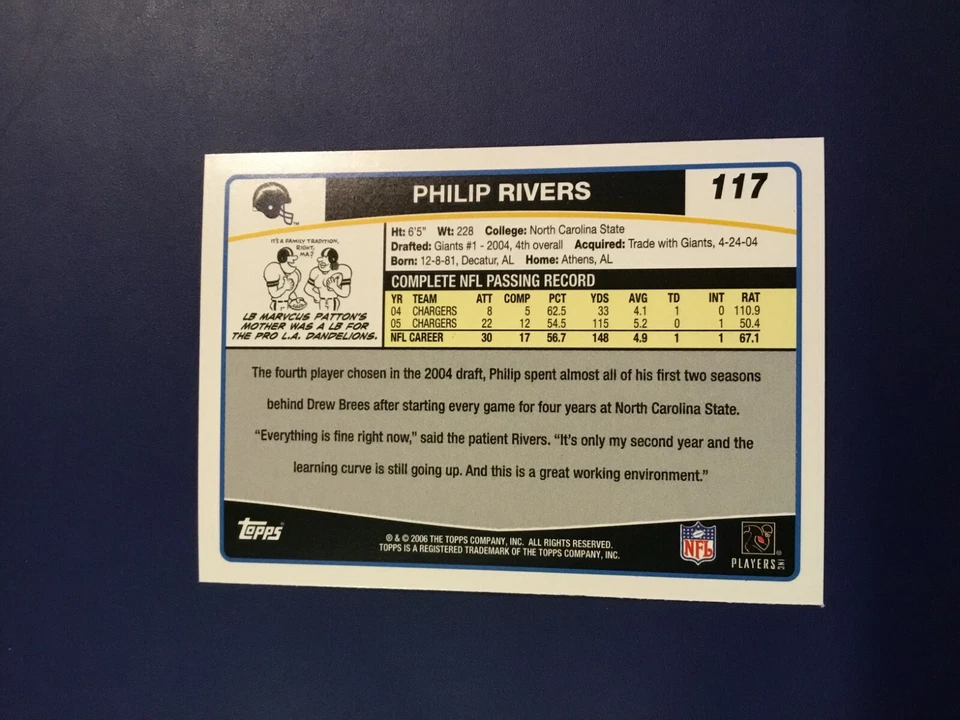 PHILIP RIVERS
117
TM
IT'S A FAMILY TRADITION,
RIGHT,
MA?
LB MARVCUS PATTON'S
MOTHER WAS A LB FOR
THE PRO L.A. DANDELIONS.
Ht: 6'5" Wt: 228 College: North Carolina State
Drafted: Giants #1 - 2004, 4th overall Acquired: Trade with Giants, 4-24-04
Born: 12-8-81, Decatur, AL Home: Athens, AL
COMPLETE NFL PASSING RECORD
YR TEAM ATT COMP PCT YDS AVG TD INT RAT
04 CHARGERS 8 5 62.5 33 4.1 1 0 110.9
05 CHARGERS 22 12 54.5 115 5.2 0 1 50.4
NFL CAREER 30 17 56.7 148 4.9 1 1 67.1
The fourth player chosen in the 2004 draft, Philip spent almost all of his first two seasons
behind Drew Brees after starting every game for four years at North Carolina State.
"Everything is fine right now," said the patient Rivers. "It's only my second year and the
learning curve is still going up. And this is a great working environment."
Topps®
® & © 2006 THE TOPPS COMPANY, INC. ALL RIGHTS RESERVED.
TOPPS IS A REGISTERED TRADEMARK OF THE TOPPS COMPANY, INC.
NFL
PLAYERS INC
®